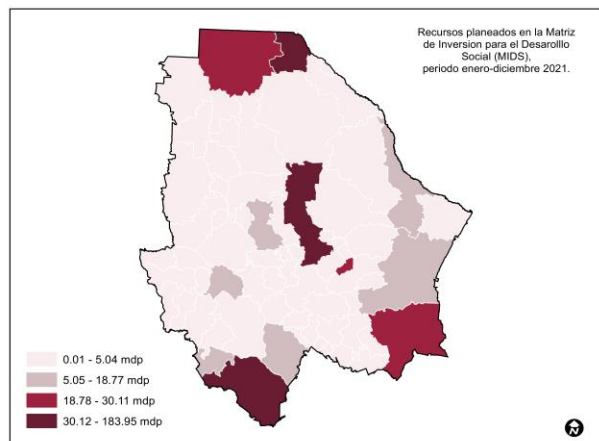 Recursos planeados en la Matriz
de Inversion para el Desarolllo
Social (MIDS),
periodo enero-diciembre 2021.
0.01 - 5.04 mdp
5.05 - 18.77 mdp
18.78 - 30.11 mdp
30.12 - 183.95 mdp
N